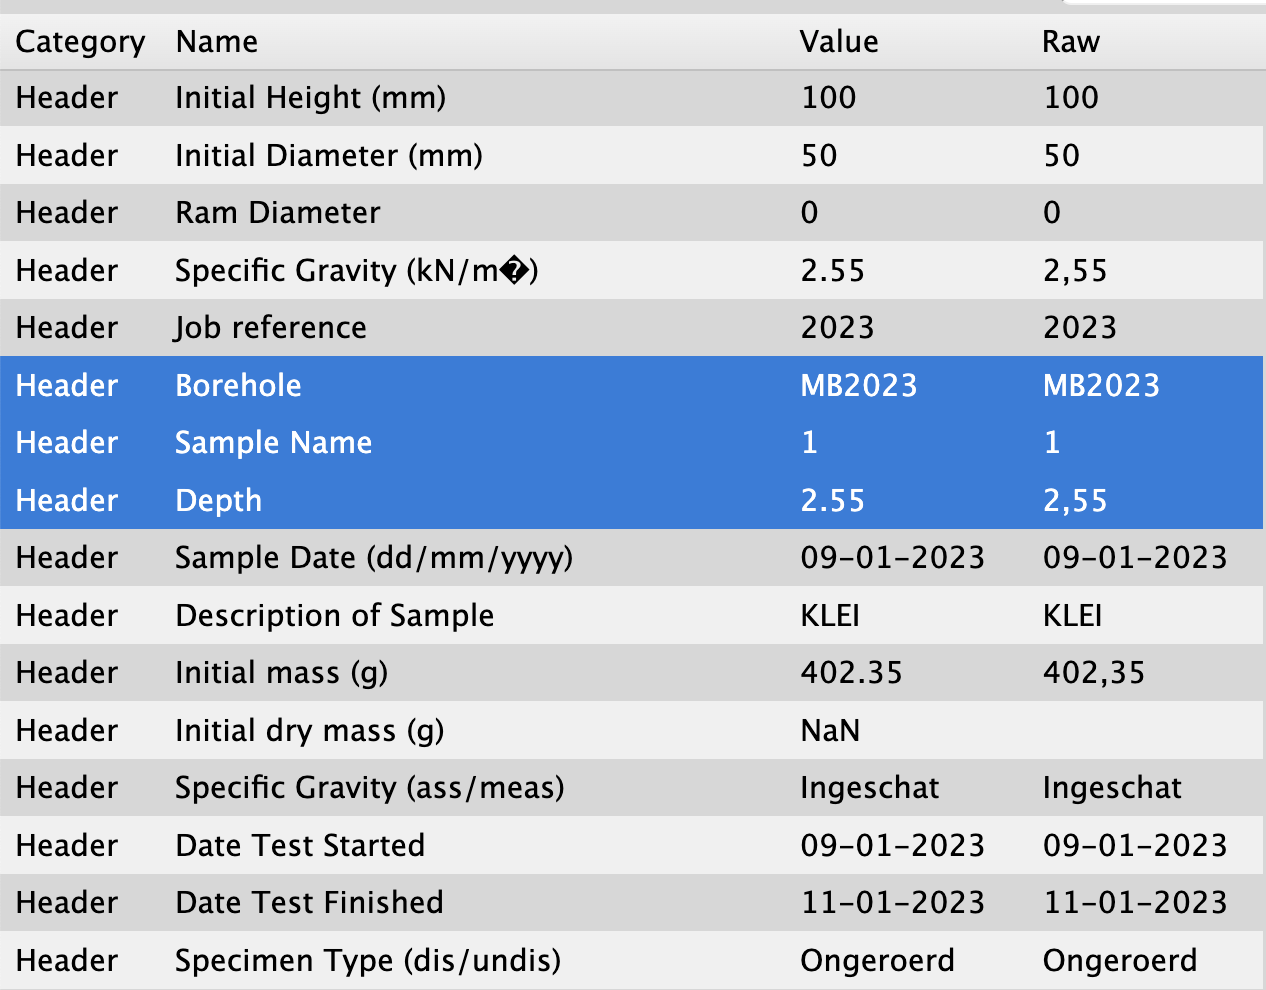 Category Name Value Raw
Header Initial Height (mm) 100 100
Header Initial Diameter (mm) 50 50
Header Ram Diameter 0 0
Header Specific Gravity (kN/m�) 2.55 2,55
Header Job reference 2023 2023
Header Borehole MB2023 MB2023
Header Sample Name 1 1
Header Depth 2.55 2,55
Header Sample Date (dd/mm/yyyy) 09-01-2023 09-01-2023
Header Description of Sample KLEI KLEI
Header Initial mass (g) 402.35 402,35
Header Initial dry mass (g) NaN
Header Specific Gravity (ass/meas) Ingeschat Ingeschat
Header Date Test Started 09-01-2023 09-01-2023
Header Date Test Finished 11-01-2023 11-01-2023
Header Specimen Type (dis/undis) Ongeroerd Ongeroerd